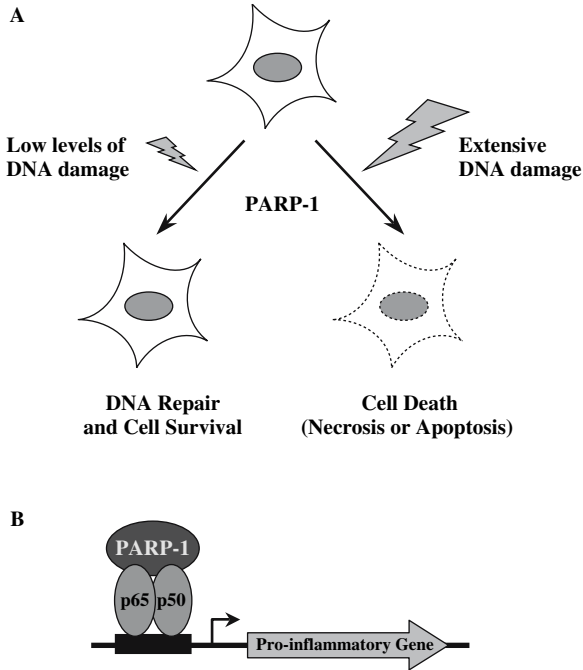 A
Low levels of
DNA damage
Extensive
DNA damage
PARP-1
DNA Repair
and Cell Survival
Cell Death
(Necrosis or Apoptosis)
B
PARP-1
p65 p50
Pro-inflammatory Gene